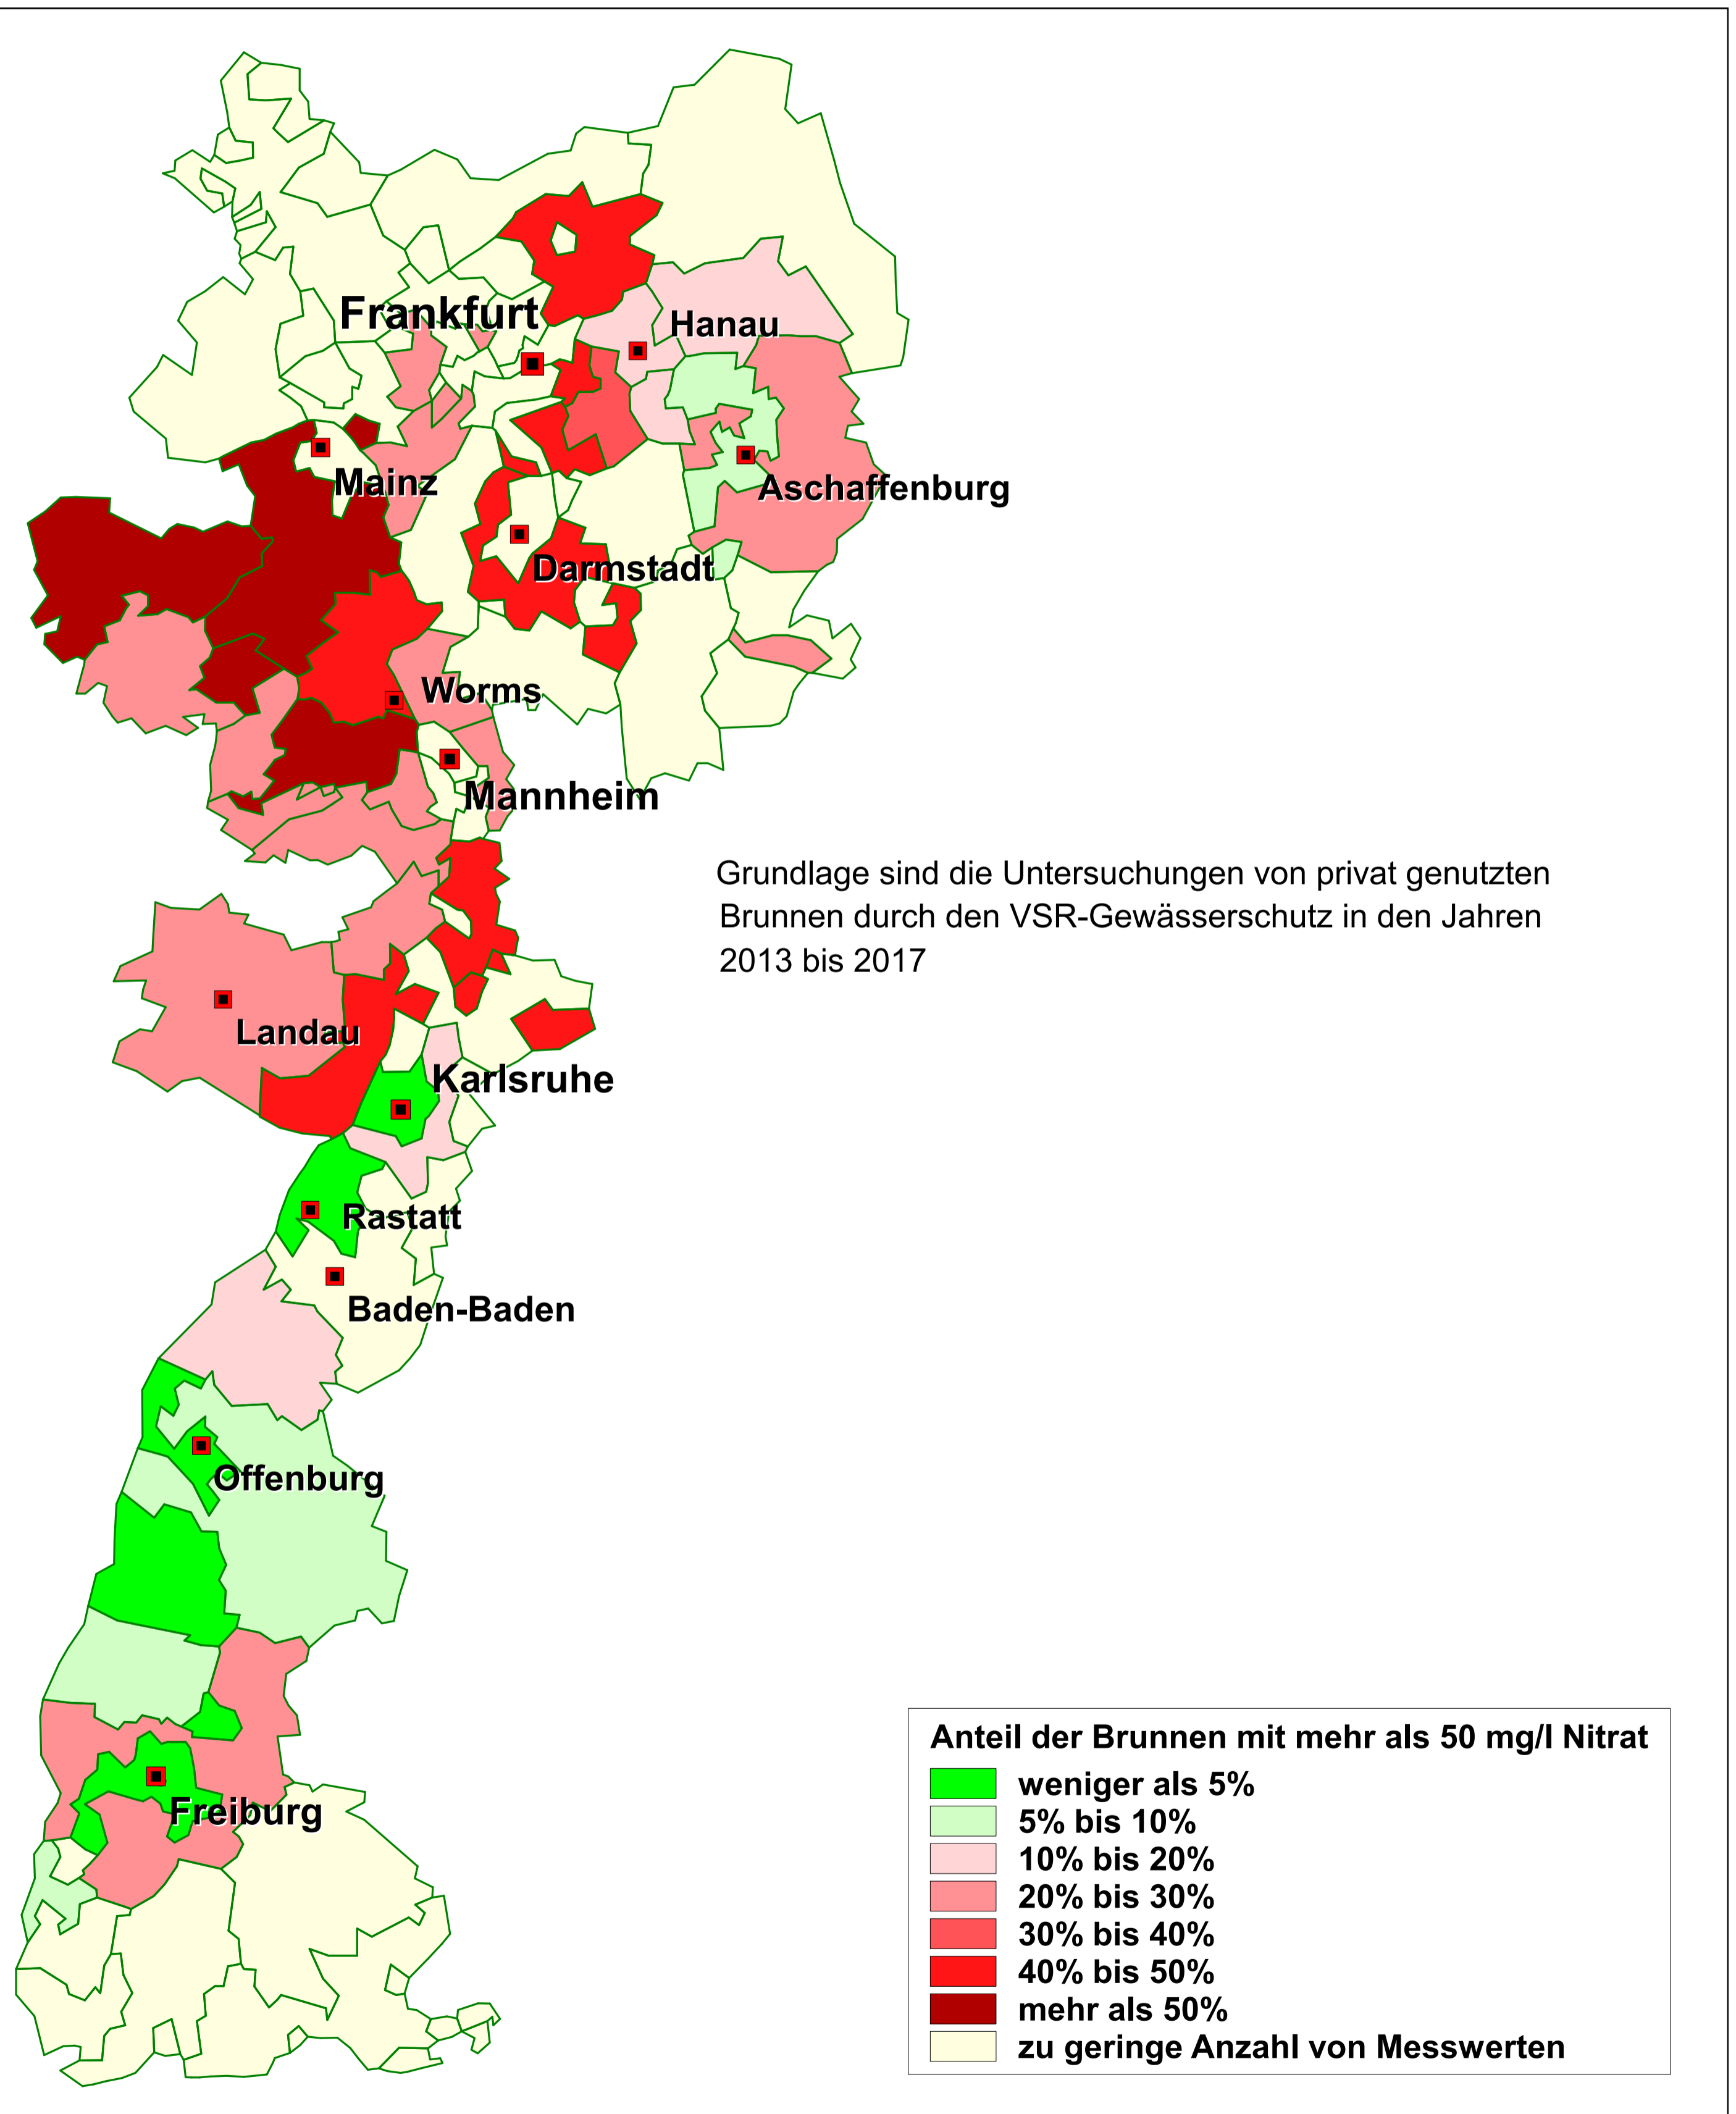 Frankfurt
Hanau
Mainz
Aschaffenburg
Darmstadt
Worms
Mannheim
Grundlage sind die Untersuchungen von privat genutzten
Brunnen durch den VSR-Gewässerschutz in den Jahren
2013 bis 2017
Landau
Karlsruhe
Rastatt
Baden-Baden
Offenburg
Freiburg
Anteil der Brunnen mit mehr als 50 mg/l Nitrat
weniger als 5%
5% bis 10%
10% bis 20%
20% bis 30%
30% bis 40%
40% bis 50%
mehr als 50%
zu geringe Anzahl von Messwerten